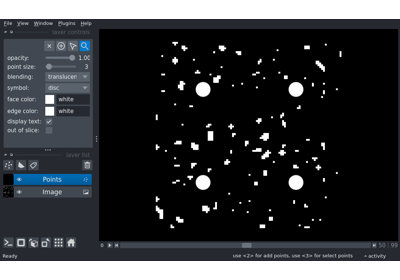 File View Window Plugins Help
layer controls
opacity: 1.00
point size: 3
blending: translucen
symbol: disc
face color: white
edge color: white
display text: ✓
out of slice:
layer list
Points
Image
0 50 99
Ready use <2> for add points, use <3> for select points activity